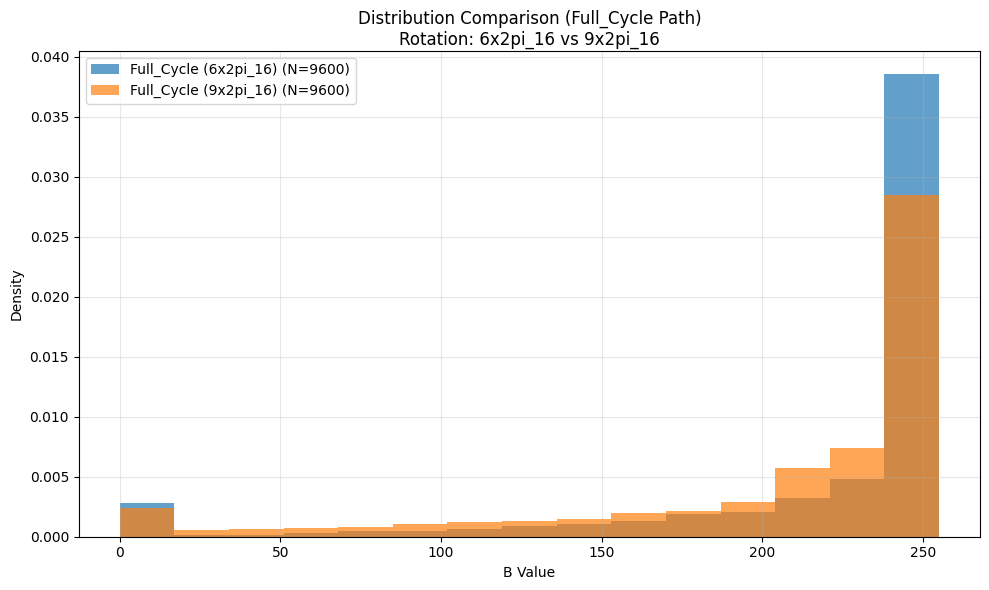 Distribution Comparison (Full_Cycle Path)
Rotation: 6x2pi_16 vs 9x2pi_16
Full_Cycle (6x2pi_16) (N=9600)
Full_Cycle (9x2pi_16) (N=9600)
0.040
0.035
0.030
0.025
0.020
0.015
0.010
0.005
0.000
Density
0 50 100 150 200 250
B Value